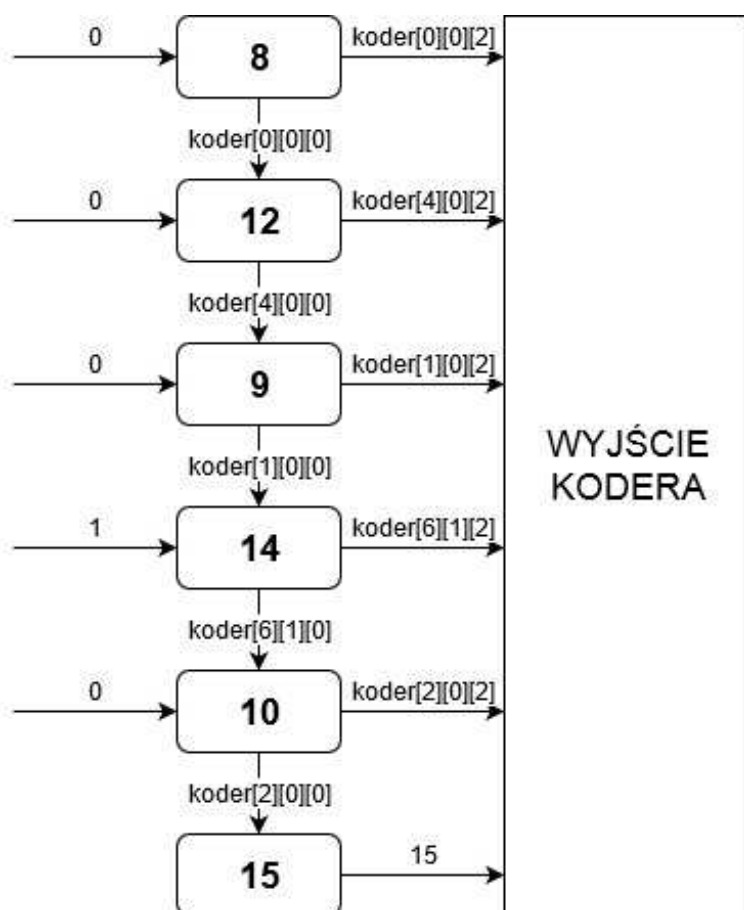 0
8
koder[0][0][2]
koder[0][0][0]
0
12
koder[4][0][2]
koder[4][0][0]
0
9
koder[1][0][2]
koder[1][0][0]
WYJŚCIE
KODERA
1
14
koder[6][1][2]
koder[6][1][0]
0
10
koder[2][0][2]
koder[2][0][0]
15
15